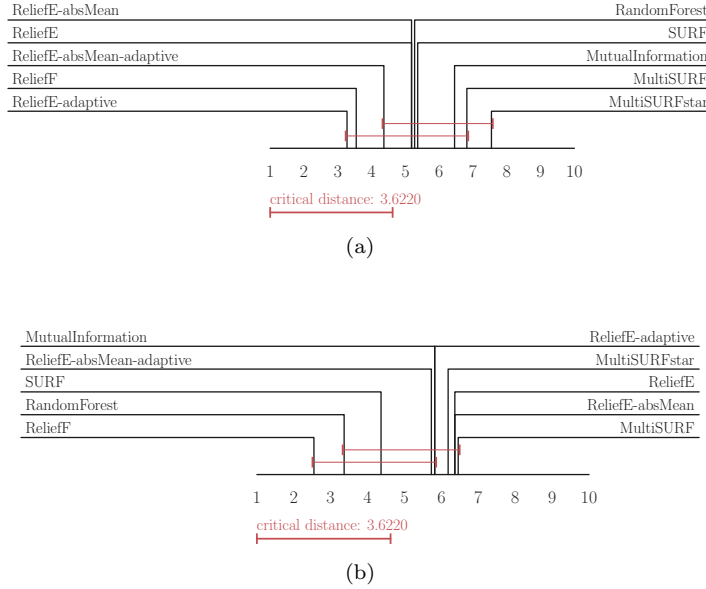 ReliefE-absMean RandomForest
ReliefE SURF
ReliefE-absMean-adaptive MutualInformation
ReliefF MultiSURF
ReliefE-adaptive MultiSURFstar
1 2 3 4 5 6 7 8 9 10
critical distance: 3.6220
(a)
MutualInformation ReliefE-adaptive
ReliefE-absMean-adaptive MultiSURFstar
SURF ReliefE
RandomForest ReliefE-absMean
ReliefF MultiSURF
1 2 3 4 5 6 7 8 9 10
critical distance: 3.6220
(b)